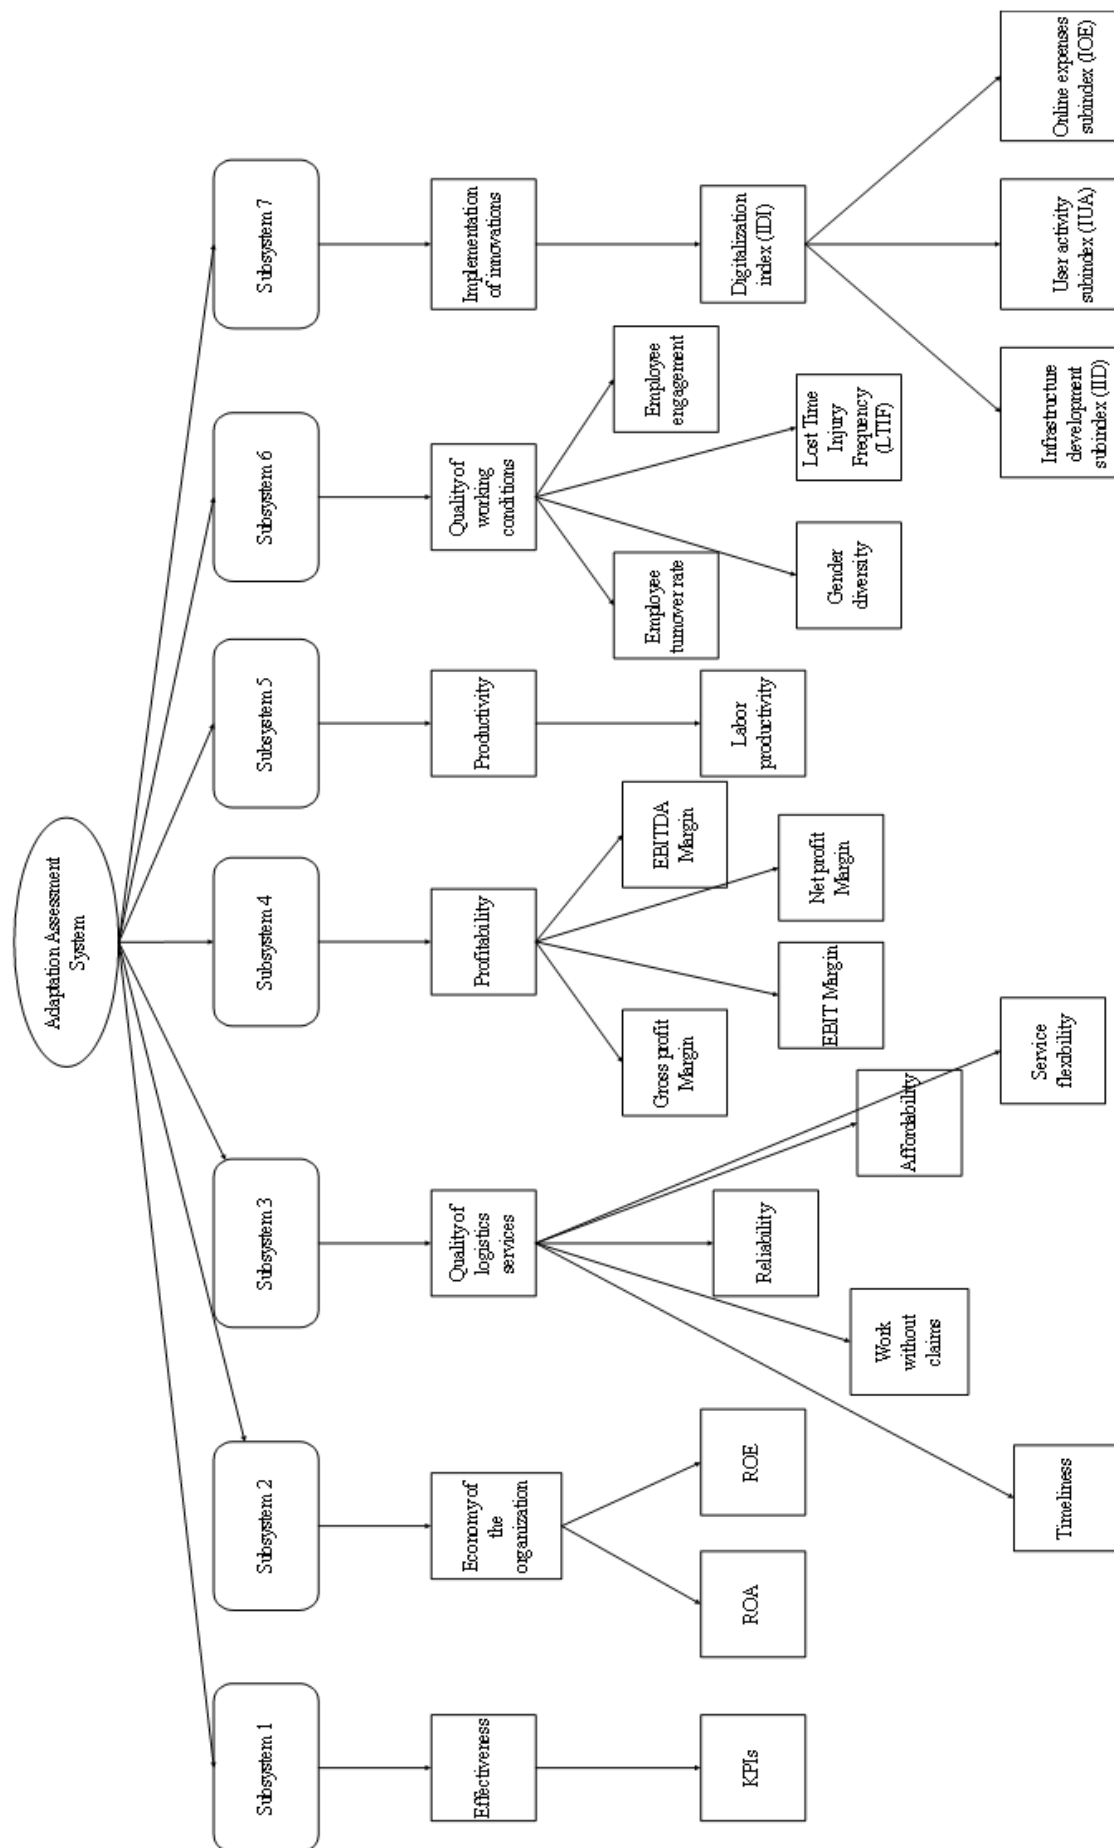 Adaptation Assessment
System
Subsystem 1
Subsystem 2
Subsystem 3
Subsystem 4
Subsystem 5
Subsystem 6
Subsystem 7
Effectiveness
Economy of
the
organization
Quality of
logistics
services
Profitability
Productivity
Quality of
working
conditions
Implementation
of innovations
KPIs
ROA
ROE
Timeliness
Work
without
claims
Reliability
Affordability
Service
flexibility
Gross profit
Margin
EBIT Margin
Net profit
Margin
EBITDA
Margin
Labor
productivity
Employee
turnover rate
Gender
diversity
Lost Time
Injury
Frequency
(LTIF)
Employee
engagement
Digitalization
index (IDI)
Infrastructure
development
subindex (IID)
User activity
subindex (IUA)
Online expenses
subindex (IOE)